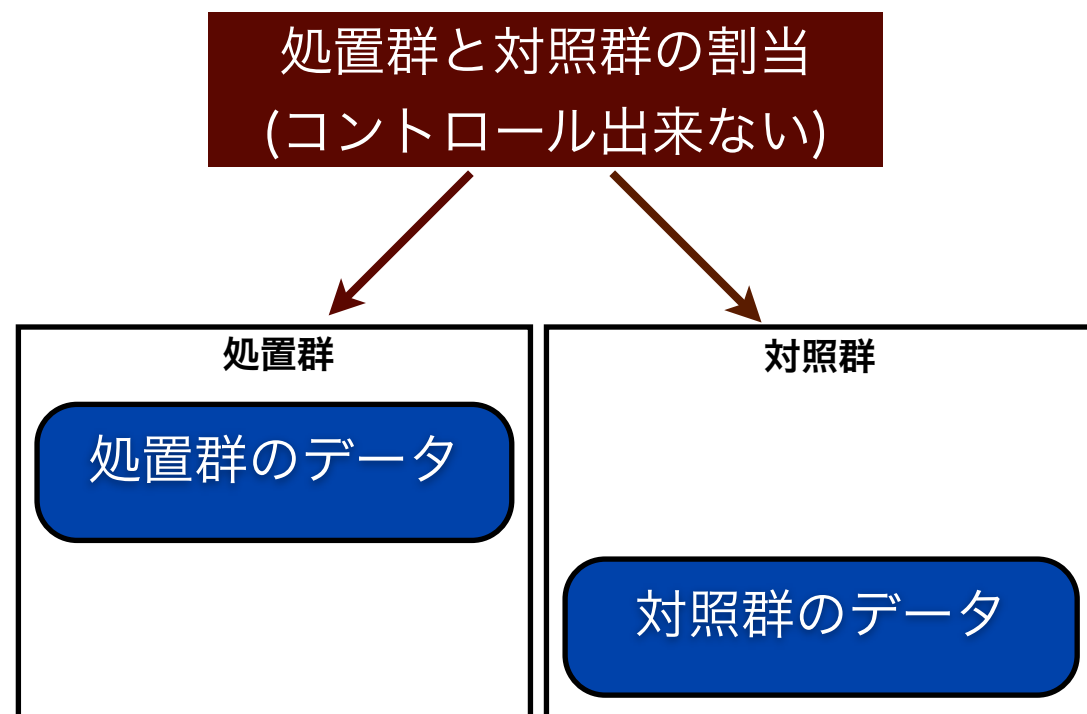 処置群と対照群の割当
(コントロール出来ない)
処置群
対照群
処置群のデータ
対照群のデータ